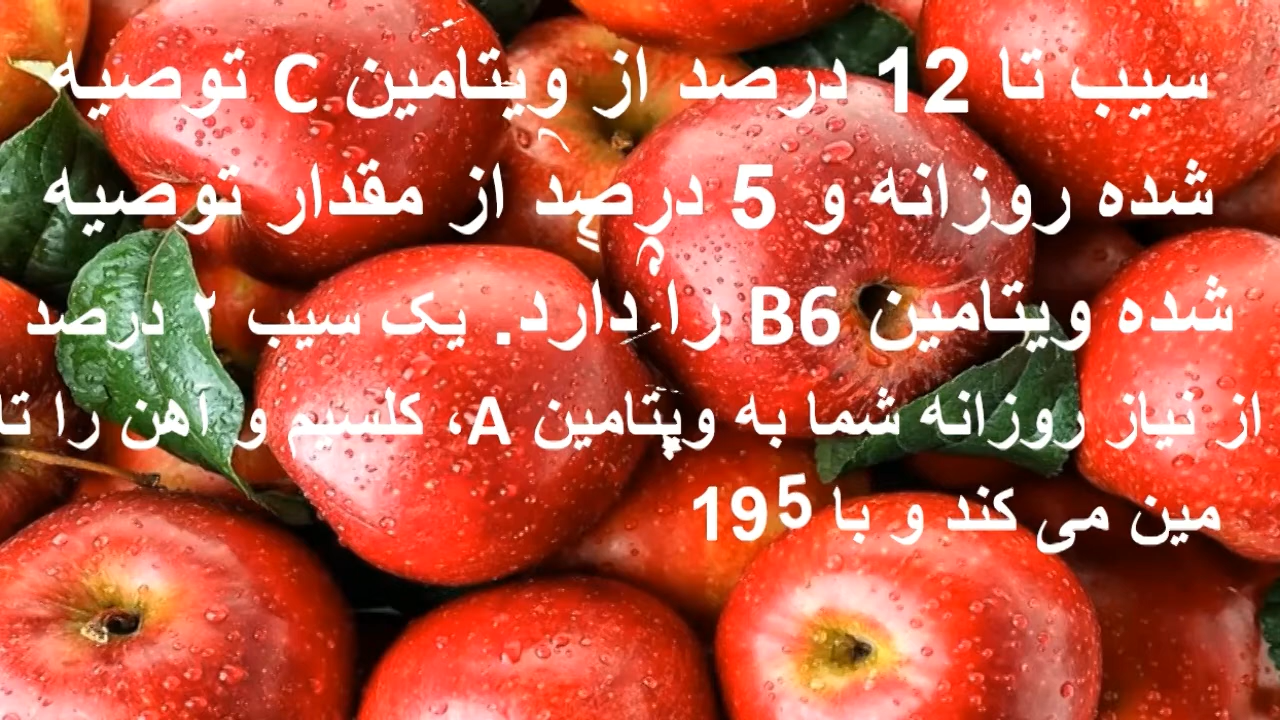 سیب تا 12 درصد از ویتامین C توصیه
شده روزانه و 5 درصد از مقدار توصیه
شده ویتامین B6 را دارد. یک سیب ۲ درصد
از نیاز روزانه شما به ویتامین A، کلسیم و آهن را تا
مین می کند و با 195